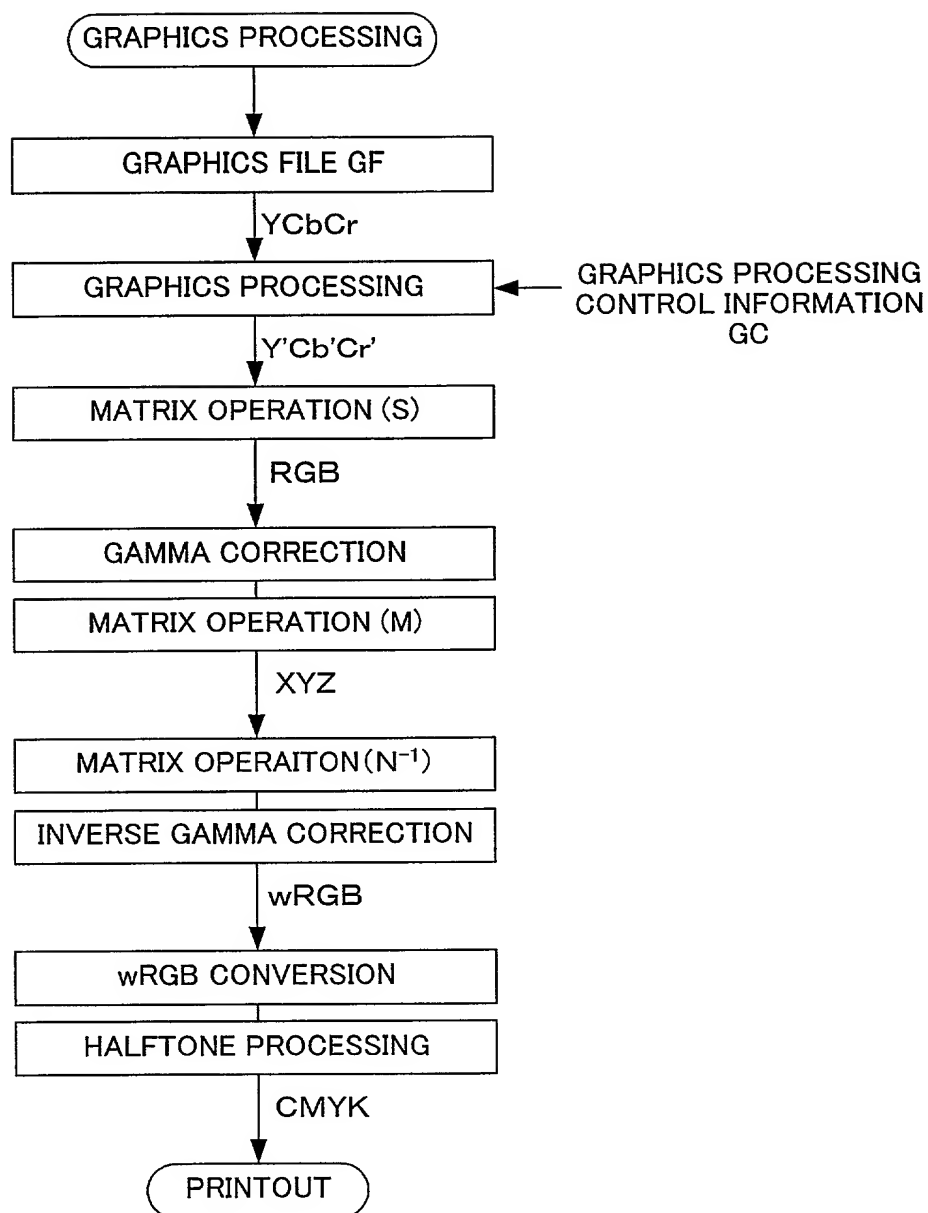 GRAPHICS PROCESSING
GRAPHICS FILE GF
YCbCr
GRAPHICS PROCESSING
GRAPHICS PROCESSING
CONTROL INFORMATION
GC
Y'Cb'Cr'
MATRIX OPERATION (S)
RGB
GAMMA CORRECTION
MATRIX OPERATION (M)
XYZ
MATRIX OPERAITON (N⁻¹)
INVERSE GAMMA CORRECTION
wRGB
wRGB CONVERSION
HALFTONE PROCESSING
CMYK
PRINTOUT